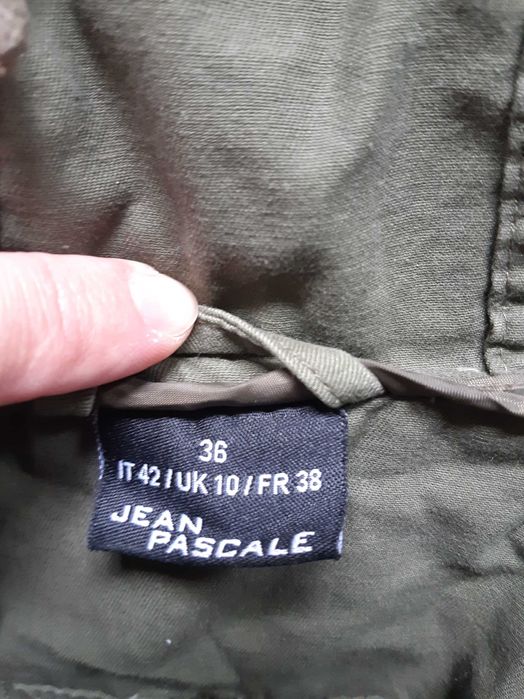 36
IT 42 / UK 10 / FR 38
JEAN
PASCALE